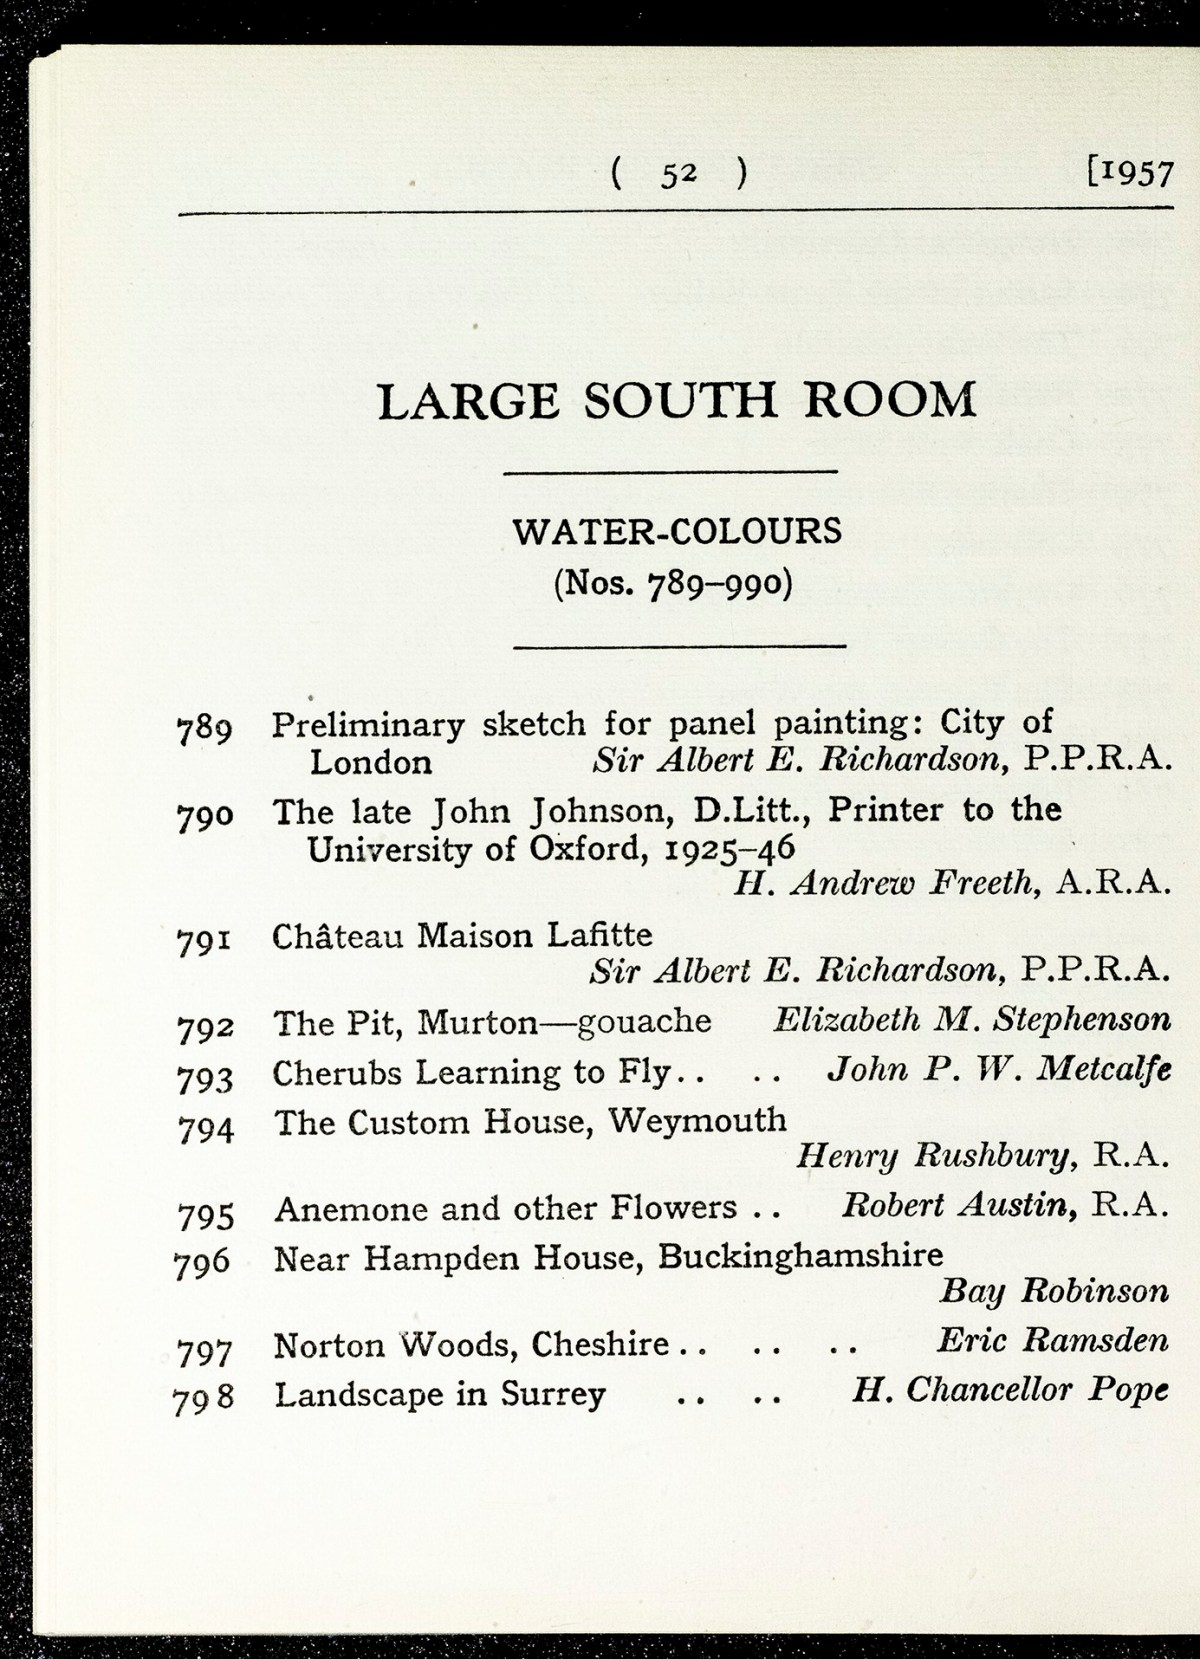 ( 52 ) [1957
LARGE SOUTH ROOM
WATER-COLOURS
(Nos. 789–990)
789 Preliminary sketch for panel painting: City of
London Sir Albert E. Richardson, P.P.R.A.
790 The late John Johnson, D.Litt., Printer to the
University of Oxford, 1925–46
H. Andrew Freeth, A.R.A.
791 Château Maison Lafitte
Sir Albert E. Richardson, P.P.R.A.
792 The Pit, Murton—gouache Elizabeth M. Stephenson
793 Cherubs Learning to Fly.. .. John P. W. Metcalfe
794 The Custom House, Weymouth
Henry Rushbury, R.A.
795 Anemone and other Flowers .. Robert Austin, R.A.
796 Near Hampden House, Buckinghamshire
Bay Robinson
797 Norton Woods, Cheshire.. .. .. Eric Ramsden
798 Landscape in Surrey .. .. H. Chancellor Pope